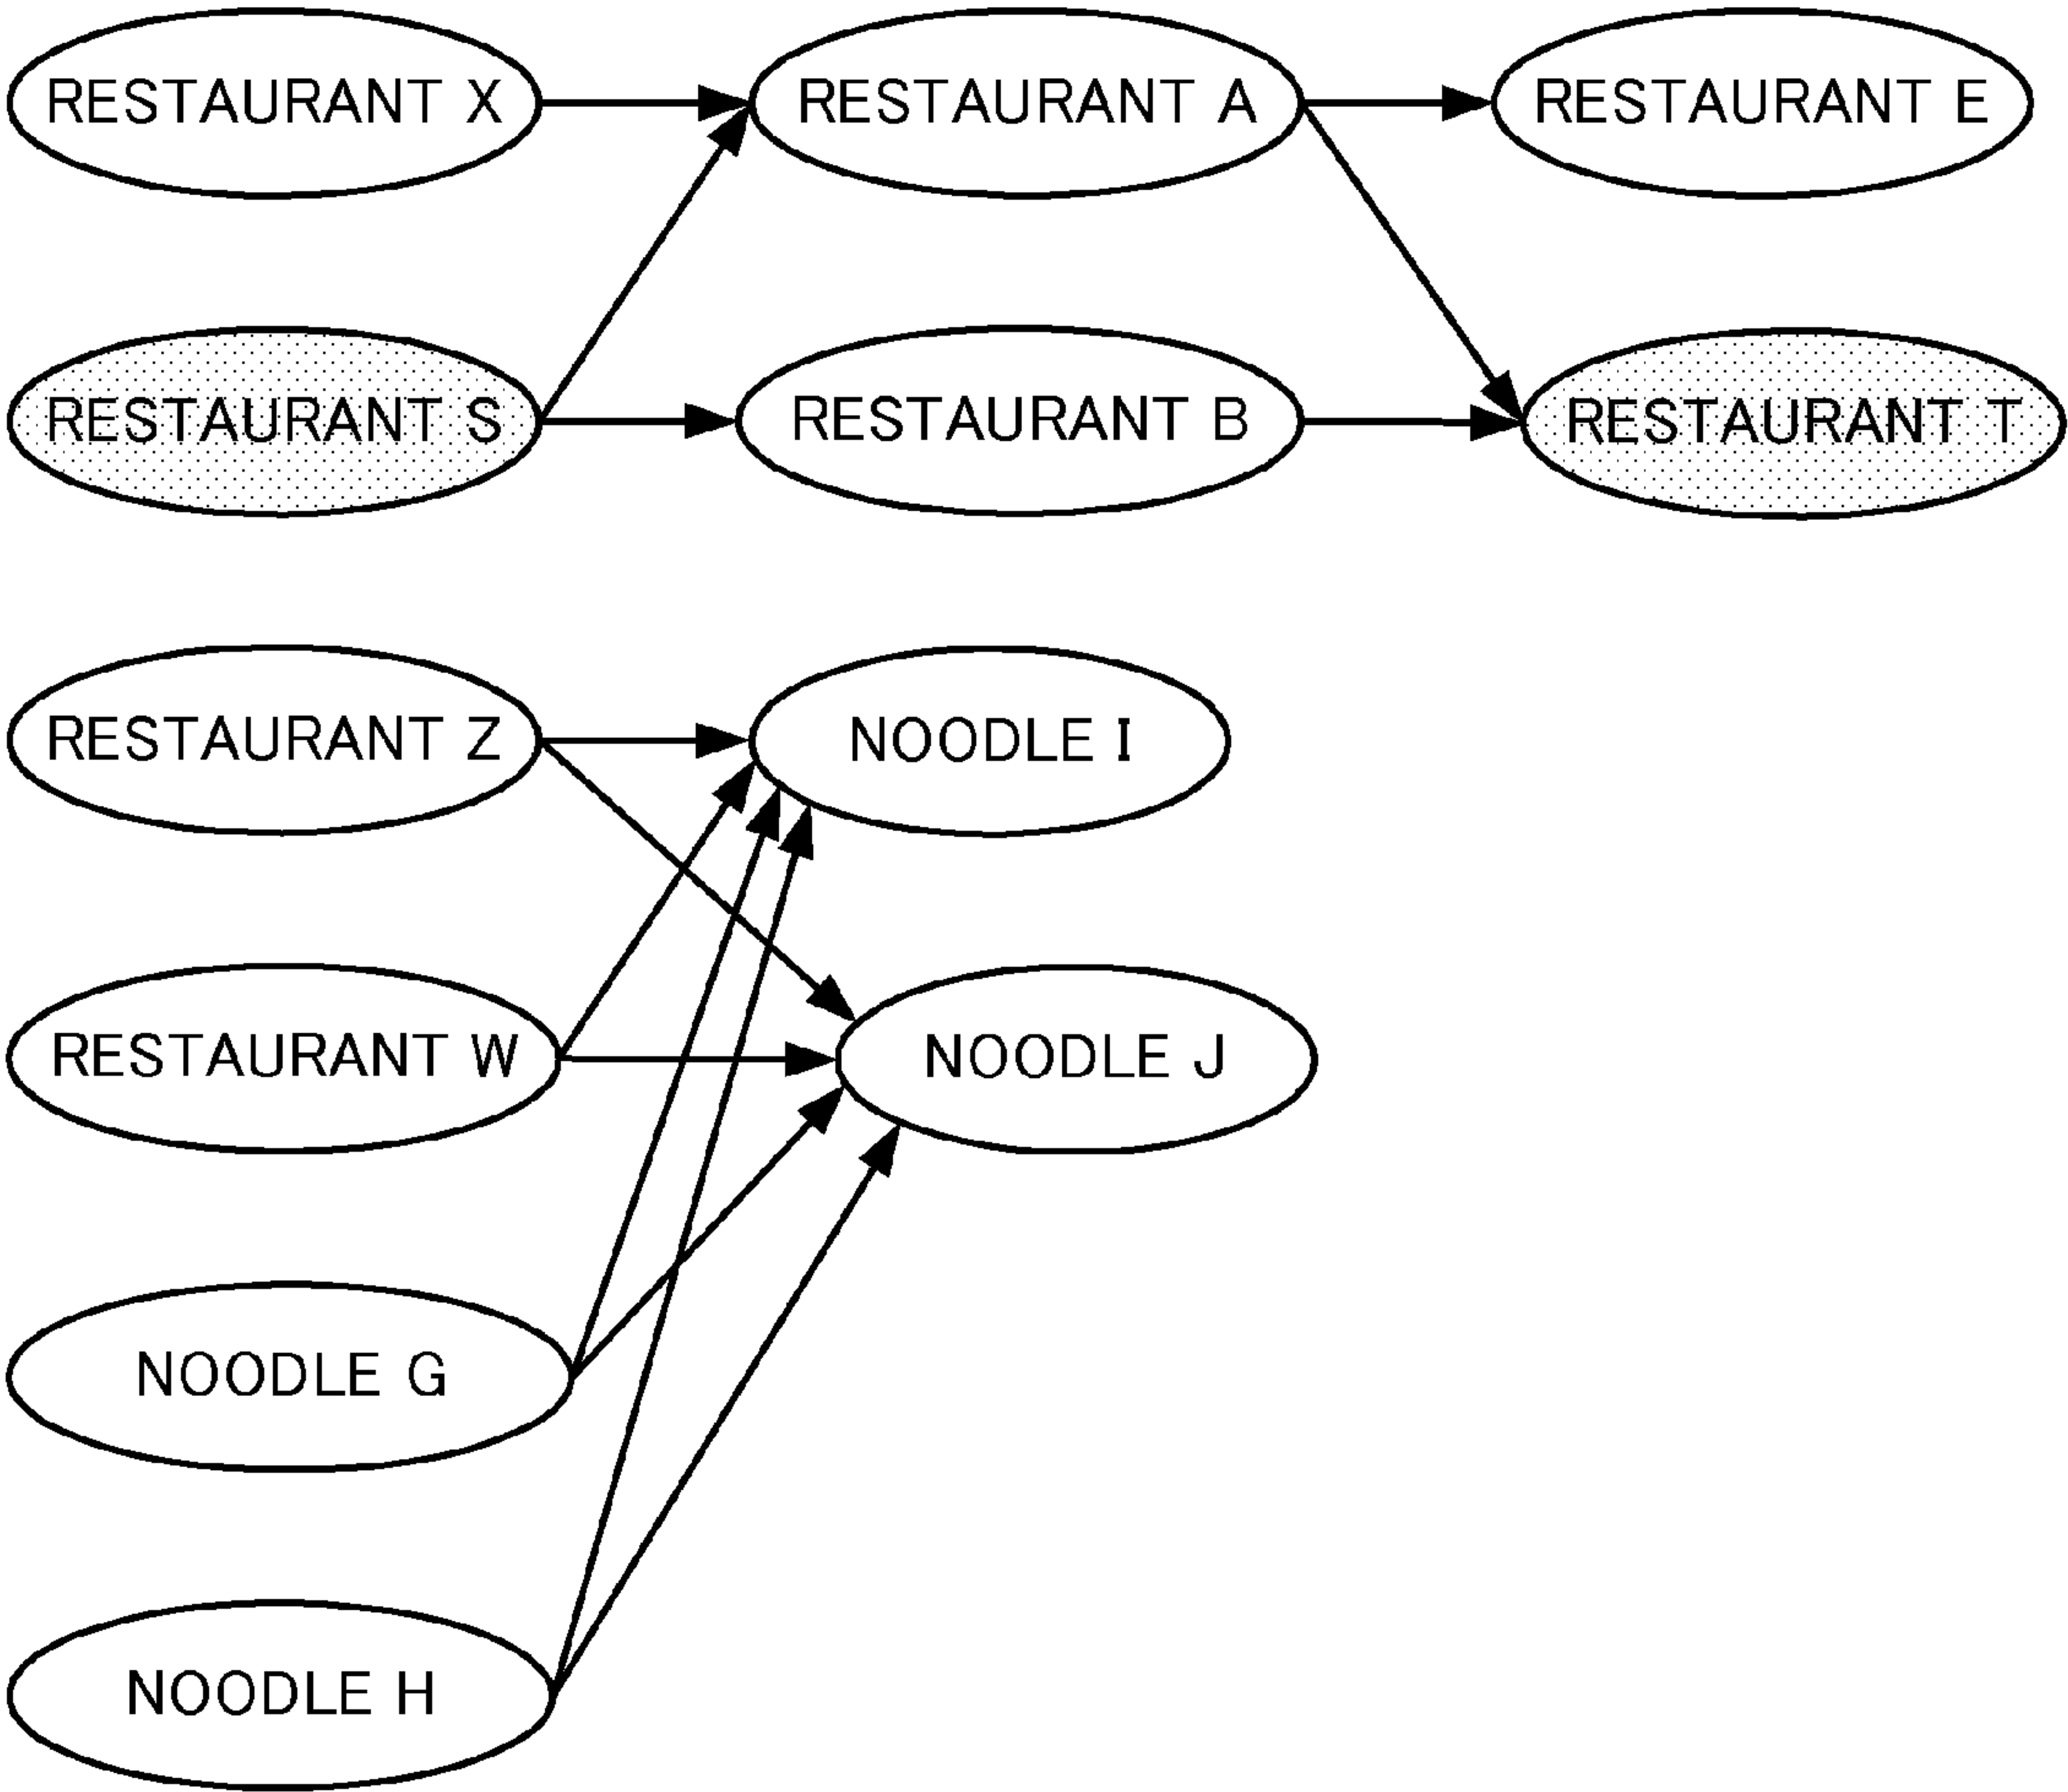 RESTAURANT X
RESTAURANT A
RESTAURANT E
RESTAURANT S
RESTAURANT B
RESTAURANT T
RESTAURANT Z
NOODLE I
RESTAURANT W
NOODLE J
NOODLE G
NOODLE H